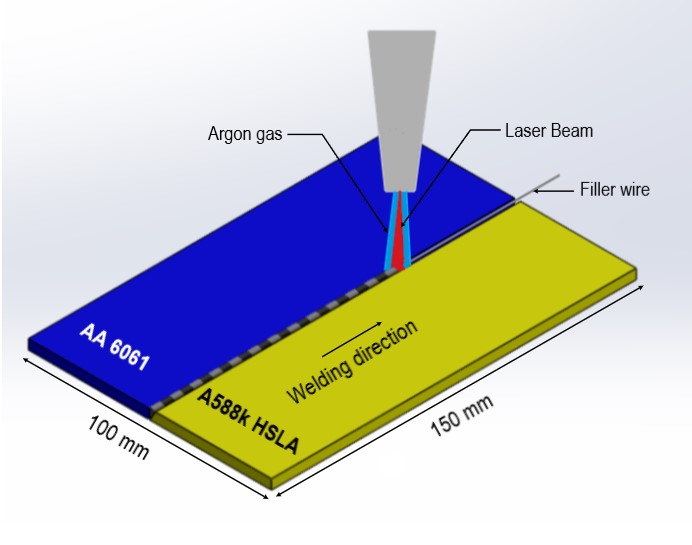 Argon gas
Laser Beam
Filler wire
AA 6061
Welding direction
A588k HSLA
100 mm
150 mm